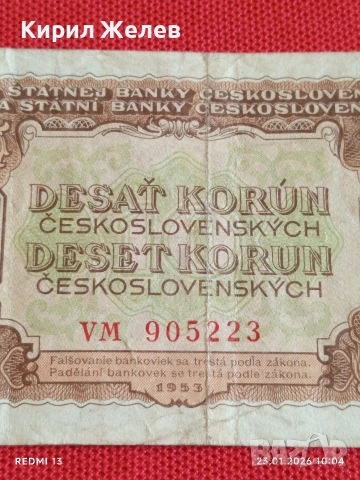 Кирил Желев
ŠTÁTNEJ BANKY ČESKOSLOVEN
STÁTNÍ BANKY ČESKOSLOVEN
DESAŤ KORÚN
ČESKOSLOVENSKÝCH
DESET KORUN
ČESKOSLOVENSKÝCH
VM 905223
Falšovanie bankoviek sa trestá podľa zákona.
Padělání bankovek se trestá podle zákona.
1953
REDMI 13
23.01.2026 10:04